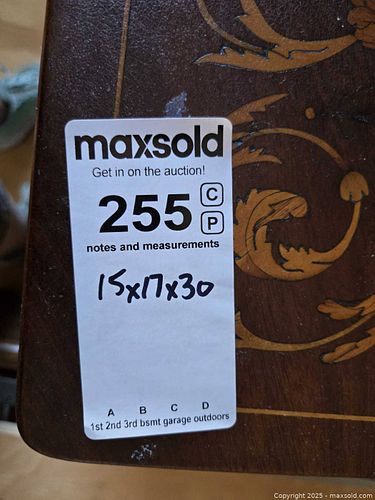 maxsold
Get in on the auction!
255 C
P
notes and measurements
15x17x30
A B C D
1st 2nd 3rd bsmt garage outdoors
Copyright © 2025 - maxsold.com